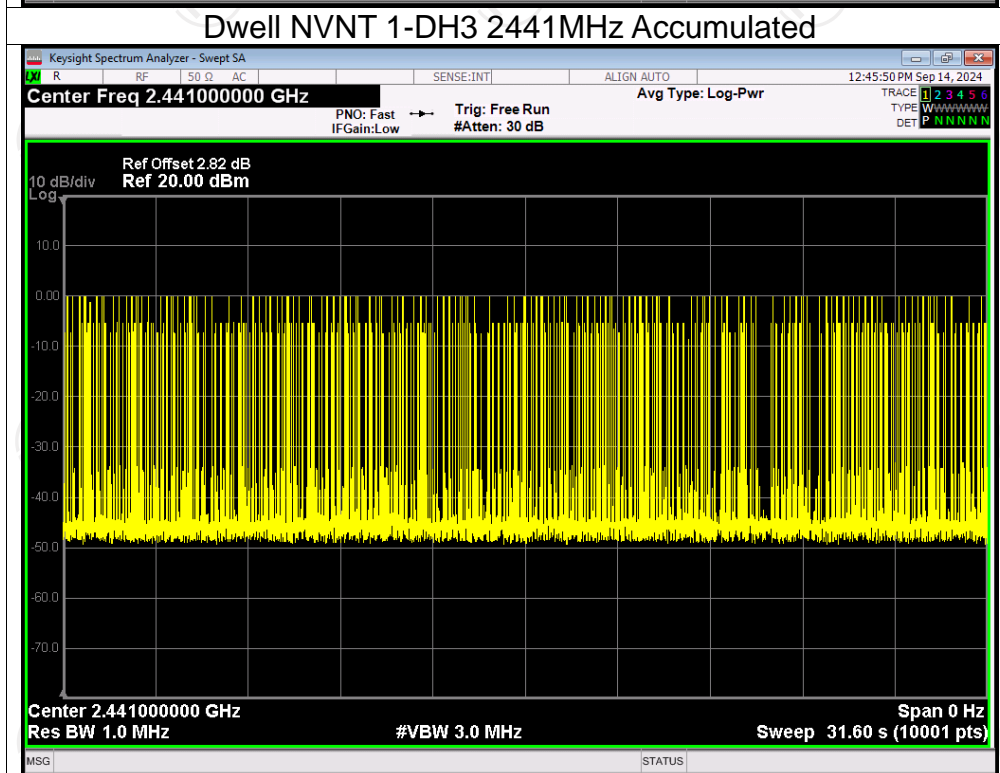 Dwell NVNT 1-DH3 2441MHz Accumulated
Keysight Spectrum Analyzer - Swept SA
LXI R RF 50 Ω AC SENSE:INT ALIGN AUTO 12:45:50 PM Sep 14, 2024
Center Freq 2.441000000 GHz Avg Type: Log-Pwr TRACE 1 2 3 4 5 6
PNO: Fast Trig: Free Run TYPE WWWWWW
IFGain:Low #Atten: 30 dB DET P N N N N N
Ref Offset 2.82 dB
10 dB/div Ref 20.00 dBm
Log
10.0
0.00
-10.0
-20.0
-30.0
-40.0
-50.0
-60.0
-70.0
Center 2.441000000 GHz Span 0 Hz
Res BW 1.0 MHz #VBW 3.0 MHz Sweep 31.60 s (10001 pts)
MSG STATUS